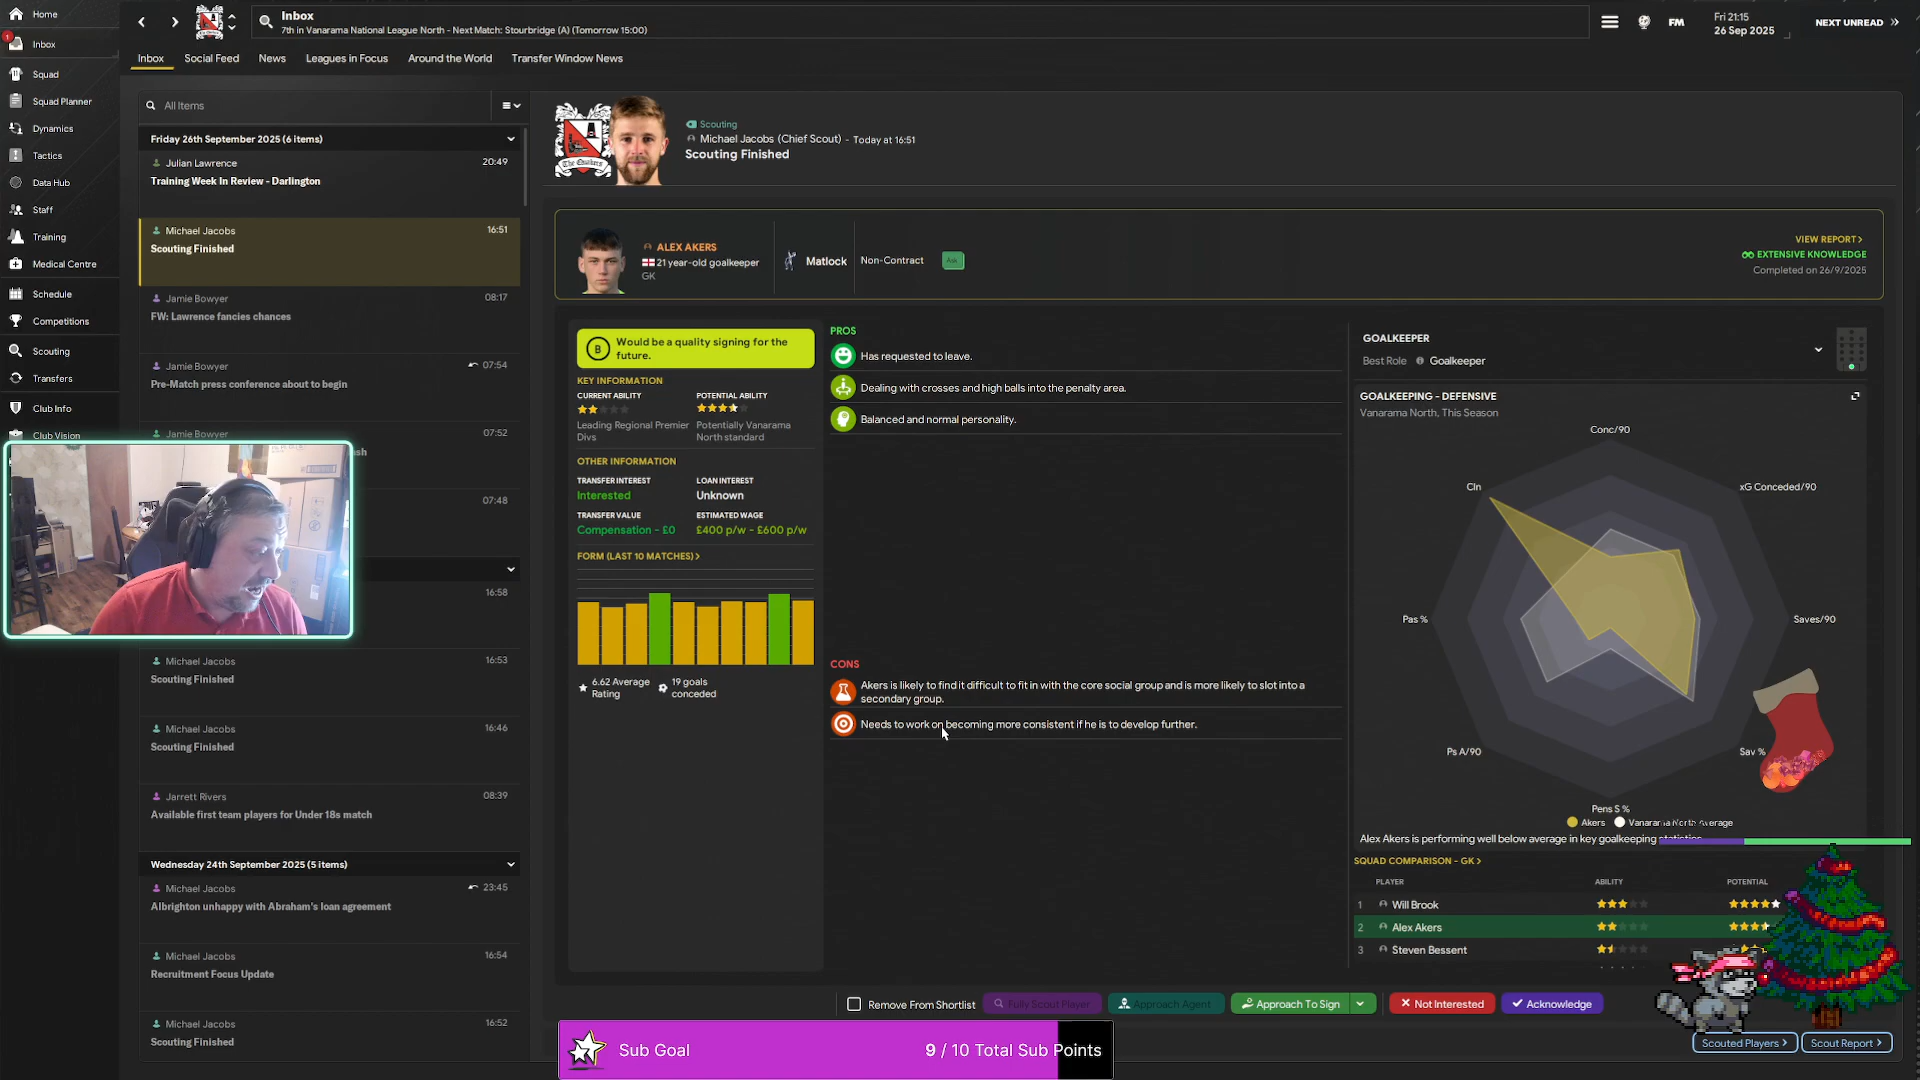 Home
1
Inbox
Squad
Squad Planner
Dynamics
Tactics
Data Hub
Staff
Training
Medical Centre
Schedule
Competitions
Scouting
Transfers
Club Info
Club Vision
Inbox
7th in Vanarama National League North - Next Match: Stourbridge (A) (Tomorrow 15:00)
FM
Fri 21:15
26 Sep 2025
NEXT UNREAD
Inbox
Social Feed
News
Leagues in Focus
Around the World
Transfer Window News
All Items
Friday 26th September 2025 (6 items)
Julian Lawrence 20:49
Training Week In Review - Darlington
Michael Jacobs 16:51
Scouting Finished
Jamie Bowyer 08:17
FW: Lawrence fancies chances
Jamie Bowyer 07:54
Pre-Match press conference about to begin
Jamie Bowyer 07:52
07:48
16:58
Michael Jacobs 16:53
Scouting Finished
Michael Jacobs 16:46
Scouting Finished
Jarrett Rivers 08:39
Available first team players for Under 18s match
Wednesday 24th September 2025 (5 items)
Michael Jacobs 23:45
Albrighton unhappy with Abraham's loan agreement
Michael Jacobs 16:54
Recruitment Focus Update
Michael Jacobs 16:52
Scouting Finished
The Quakers
Scouting
Michael Jacobs (Chief Scout) - Today at 16:51
Scouting Finished
ALEX AKERS
21 year-old goalkeeper
GK
Matlock
Non-Contract
VIEW REPORT >
EXTENSIVE KNOWLEDGE
Completed on 26/9/2025
B
Would be a quality signing for the
future.
KEY INFORMATION
CURRENT ABILITY
POTENTIAL ABILITY
Leading Regional Premier
Divs
Potentially Vanarama
North standard
OTHER INFORMATION
TRANSFER INTEREST
LOAN INTEREST
Interested
Unknown
TRANSFER VALUE
ESTIMATED WAGE
Compensation - £0
£400 p/w - £600 p/w
FORM (LAST 10 MATCHES) >
6.62 Average
Rating
19 goals
conceded
PROS
Has requested to leave.
Dealing with crosses and high balls into the penalty area.
Balanced and normal personality.
CONS
Akers is likely to find it difficult to fit in with the core social group and is more likely to slot into a
secondary group.
Needs to work on becoming more consistent if he is to develop further.
GOALKEEPER
Best Role Goalkeeper
GOALKEEPING - DEFENSIVE
Vanarama North, This Season
Conc/90
Cln
xG Conceded/90
Pas %
Saves/90
Ps A/90
Sav %
Pens S %
Akers
Vanarama North Average
Alex Akers is performing well below average in key goalkeeping statistics.
SQUAD COMPARISON - GK >
PLAYER ABILITY POTENTIAL
1 Will Brook
2 Alex Akers
3 Steven Bessent
Remove From Shortlist
Fully Scout Player
Approach Agent
Approach To Sign
Not Interested
Acknowledge
Scouted Players >
Scout Report >
Sub Goal
9 / 10 Total Sub Points